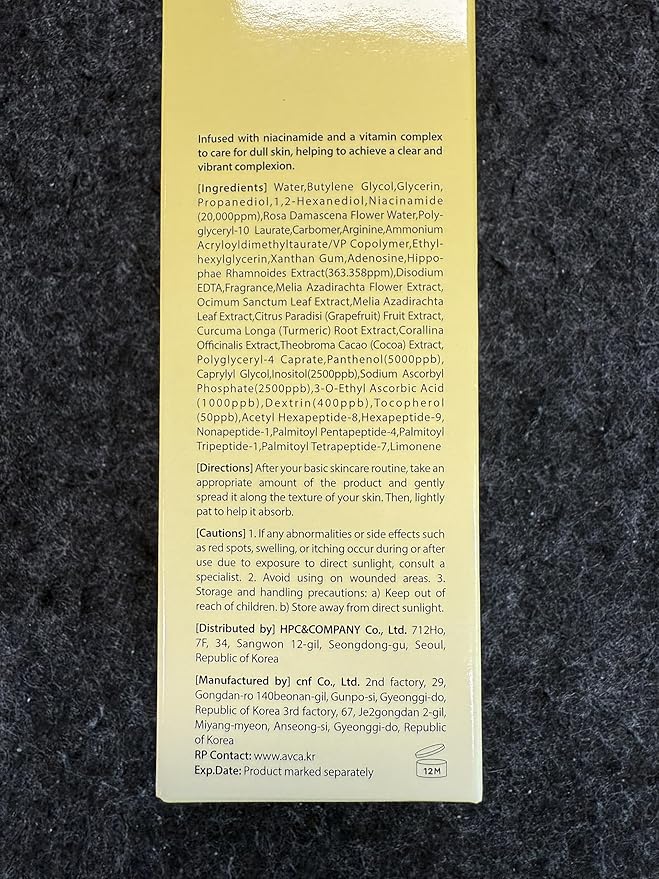 Infused with niacinamide and a vitamin complex
to care for dull skin, helping to achieve a clear and
vibrant complexion.
[Ingredients] Water,Butylene Glycol,Glycerin,
Propanediol,1,2-Hexanediol,Niacinamide
(20,000ppm),Rosa Damascena Flower Water,Poly-
glyceryl-10 Laurate,Carbomer,Arginine,Ammonium
Acryloyldimethyltaurate/VP Copolymer,Ethyl-
hexylglycerin,Xanthan Gum,Adenosine,Hippo-
phae Rhamnoides Extract(363.358ppm),Disodium
EDTA,Fragrance,Melia Azadirachta Flower Extract,
Ocimum Sanctum Leaf Extract,Melia Azadirachta
Leaf Extract,Citrus Paradisi (Grapefruit) Fruit Extract,
Curcuma Longa (Turmeric) Root Extract,Corallina
Officinalis Extract,Theobroma Cacao (Cocoa) Extract,
Polyglyceryl-4 Caprate,Panthenol(5000ppb),
Caprylyl Glycol,Inositol(2500ppb),Sodium Ascorbyl
Phosphate(2500ppb),3-O-Ethyl Ascorbic Acid
(1000ppb),Dextrin(400ppb),Tocopherol
(50ppb),Acetyl Hexapeptide-8,Hexapeptide-9,
Nonapeptide-1,Palmitoyl Pentapeptide-4,Palmitoyl
Tripeptide-1,Palmitoyl Tetrapeptide-7,Limonene
[Directions] After your basic skincare routine, take an
appropriate amount of the product and gently
spread it along the texture of your skin. Then, lightly
pat to help it absorb.
[Cautions] 1. If any abnormalities or side effects such
as red spots, swelling, or itching occur during or after
use due to exposure to direct sunlight, consult a
specialist. 2. Avoid using on wounded areas. 3.
Storage and handling precautions: a) Keep out of
reach of children. b) Store away from direct sunlight.
[Distributed by] HPC&COMPANY Co., Ltd. 712Ho,
7F, 34, Sangwon 12-gil, Seongdong-gu, Seoul,
Republic of Korea
[Manufactured by] cnf Co., Ltd. 2nd factory, 29,
Gongdan-ro 140beonan-gil, Gunpo-si, Gyeonggi-do,
Republic of Korea 3rd factory, 67, Je2gongdan 2-gil,
Miyang-myeon, Anseong-si, Gyeonggi-do, Republic
of Korea
RP Contact: www.avca.kr
Exp.Date: Product marked separately
12M